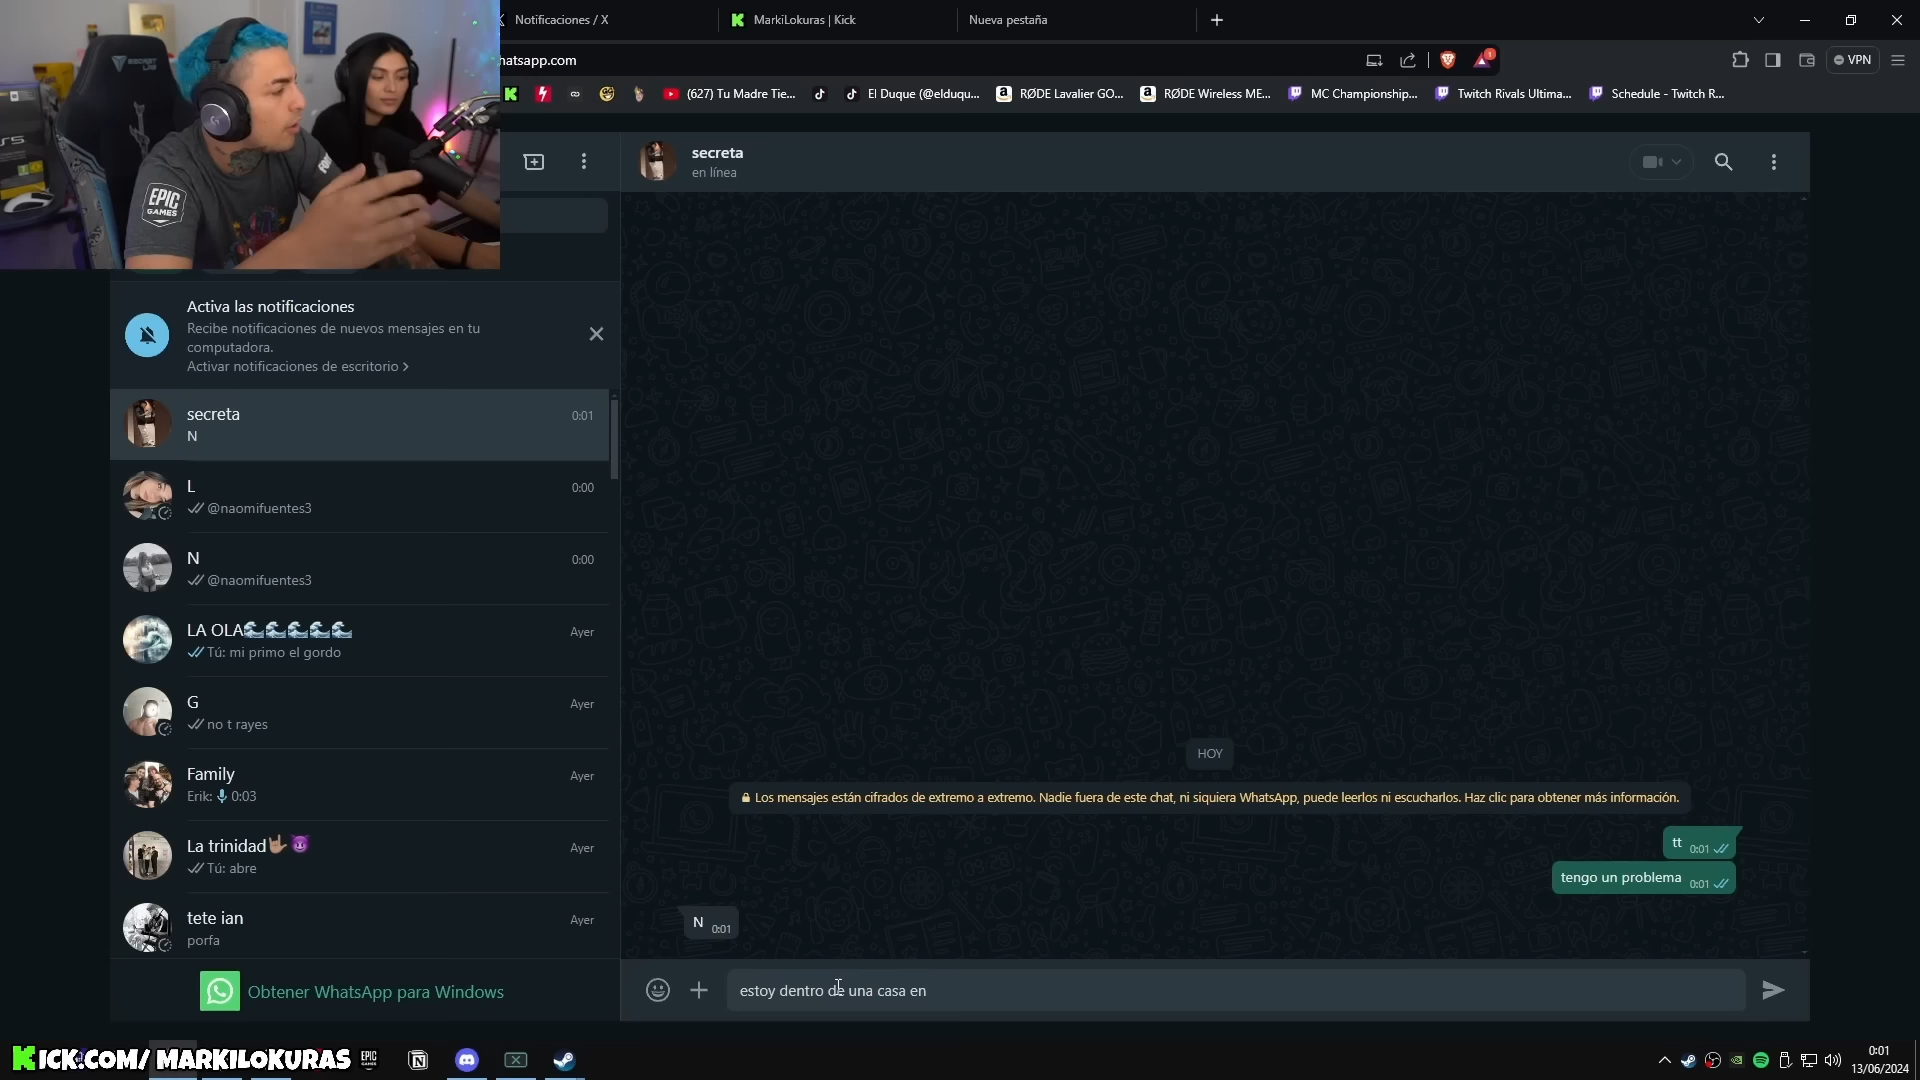 Notificaciones / X
MarkiLokuras | Kick
Nueva pestaña
hatsapp.com
VPN
1
(627) Tu Madre Tie...
El Duque (@elduqu...
RØDE Lavalier GO...
RØDE Wireless ME...
MC Championship...
Twitch Rivals Ultima...
Schedule - Twitch R...
EPIC
GAMES
secreta
en línea
Activa las notificaciones
Recibe notificaciones de nuevos mensajes en tu
computadora.
Activar notificaciones de escritorio >
secreta
0:01
N
L
0:00
@naomifuentes3
N
0:00
@naomifuentes3
LA OLA🌊🌊🌊🌊🌊
Ayer
Tú: mi primo el gordo
G
Ayer
no t rayes
Family
Ayer
Erik: 0:03
La trinidad🤟🏽😈
Ayer
Tú: abre
tete ian
Ayer
porfa
Obtener WhatsApp para Windows
HOY
Los mensajes están cifrados de extremo a extremo. Nadie fuera de este chat, ni siquiera WhatsApp, puede leerlos ni escucharlos. Haz clic para obtener más información.
tt 0:01
tengo un problema 0:01
N 0:01
estoy dentro de una casa en
KICK.COM/ MARKILOKURAS
EPIC
GAMES
0:01
13/06/2024